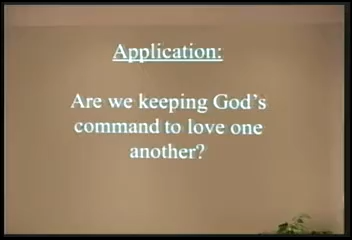 Application:
Are we keeping God's
command to love one
another?